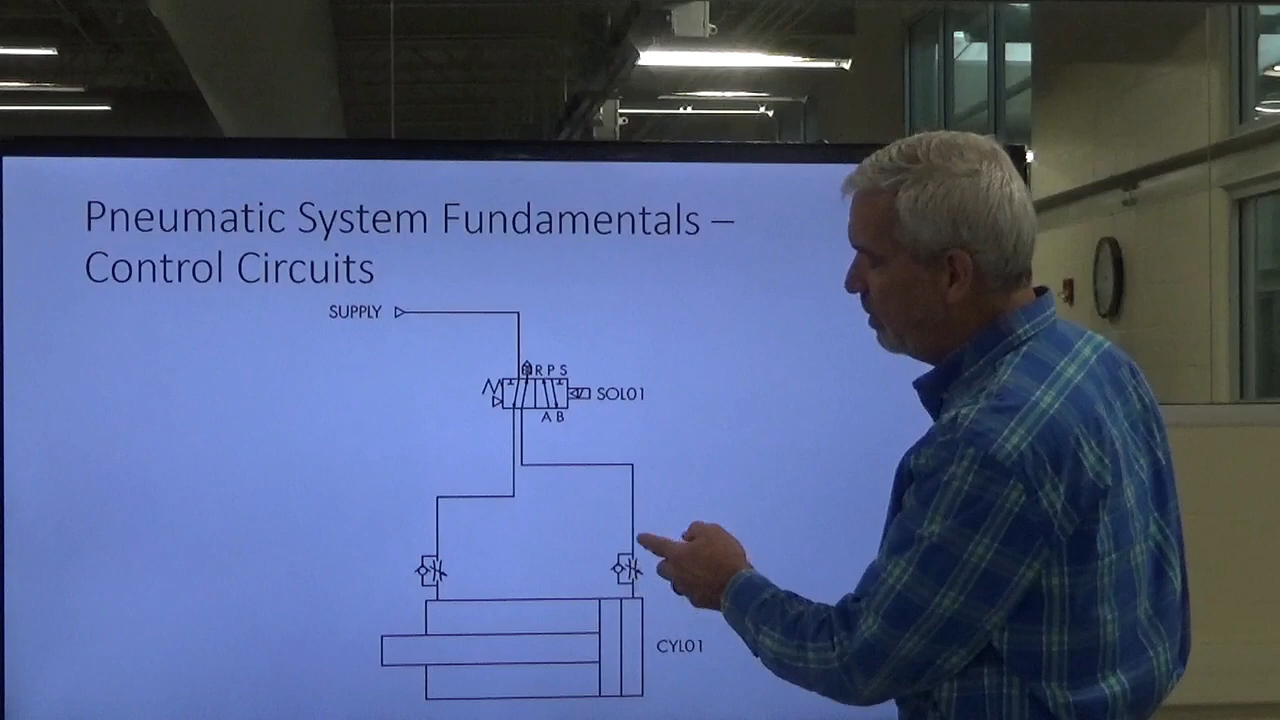 Pneumatic System Fundamentals –
Control Circuits
SUPPLY
R P S
SOL01
A B
CYL01